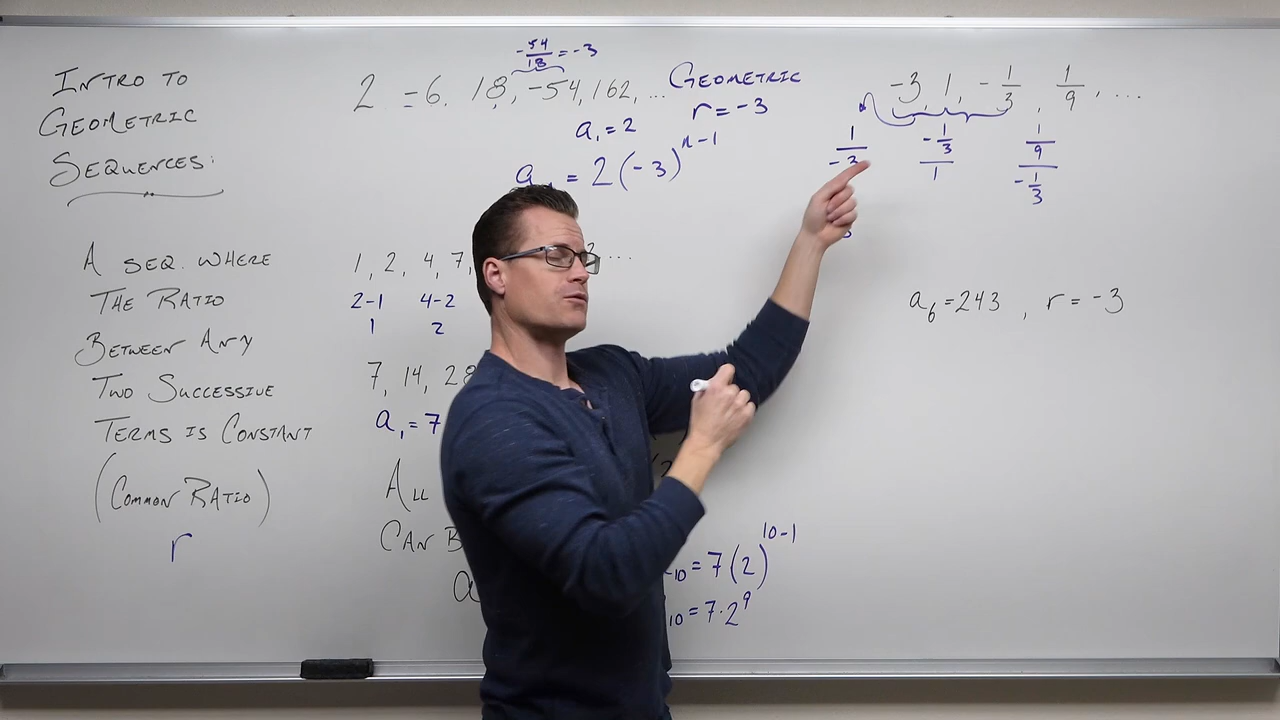 INTRO TO
GEOMETRIC
SEQUENCES:
A SEQ. WHERE
THE RATIO
BETWEEN ANY
TWO SUCCESSIVE
TERMS IS CONSTANT
(COMMON RATIO)
r
-54/18 = -3
2 =6, 18, -54, 162, ...
GEOMETRIC
r = -3
a₁ = 2
= 2(-3)ⁿ⁻¹
1, 2, 4, 7, ...
2-1 4-2
1 2
7, 14, 28
a₁ = 7
ALL
CAN B
a
₁₀ = 7(2)¹⁰⁻¹
₁₀ = 7·2⁹
-3, 1, -1/3, 1/9, ...
1/-3 (-1/3)/1 (1/9)/(-1/3)
a₆ = 243, r = -3